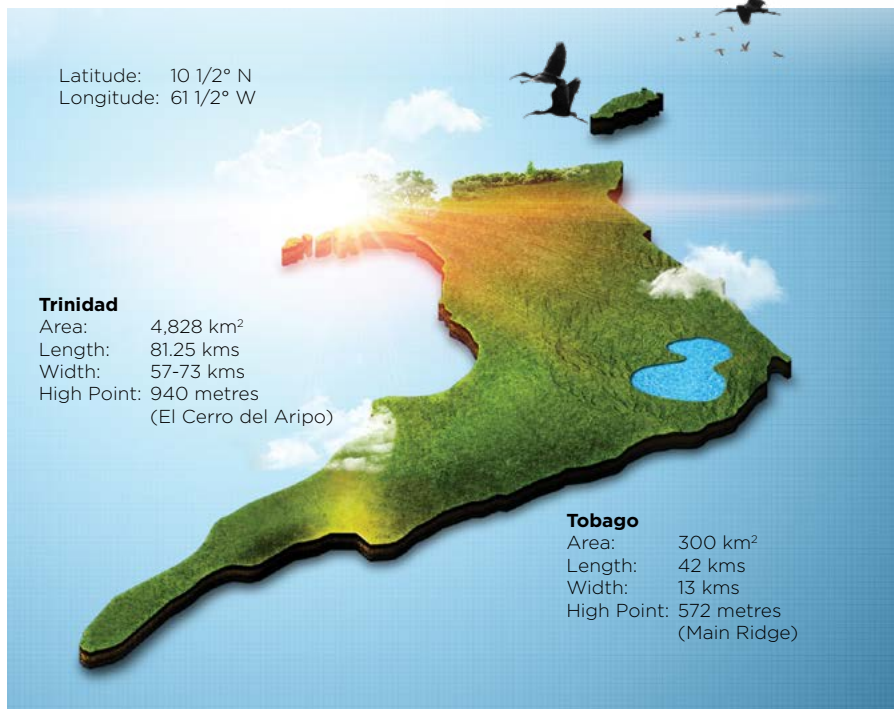 Latitude: 10 1/2° N
Longitude: 61 1/2° W
Trinidad
Area: 4,828 km²
Length: 81.25 kms
Width: 57-73 kms
High Point: 940 metres
(El Cerro del Aripo)
Tobago
Area: 300 km²
Length: 42 kms
Width: 13 kms
High Point: 572 metres
(Main Ridge)